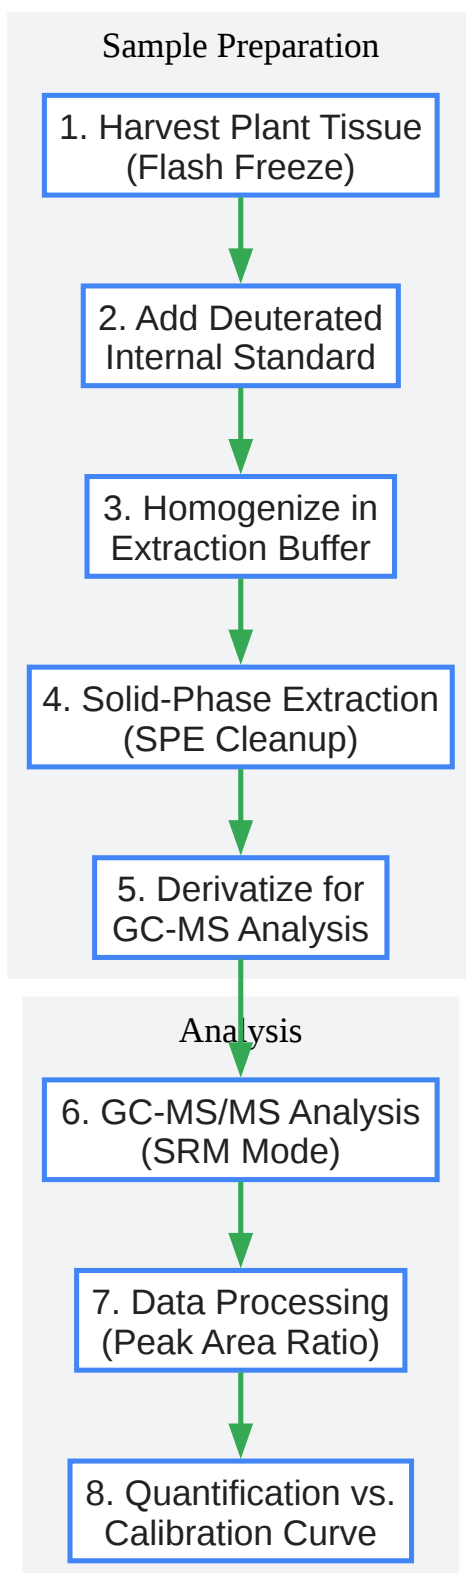 Sample Preparation
1. Harvest Plant Tissue
(Flash Freeze)
2. Add Deuterated
Internal Standard
3. Homogenize in
Extraction Buffer
4. Solid-Phase Extraction
(SPE Cleanup)
5. Derivatize for
GC-MS Analysis
Analysis
6. GC-MS/MS Analysis
(SRM Mode)
7. Data Processing
(Peak Area Ratio)
8. Quantification vs.
Calibration Curve